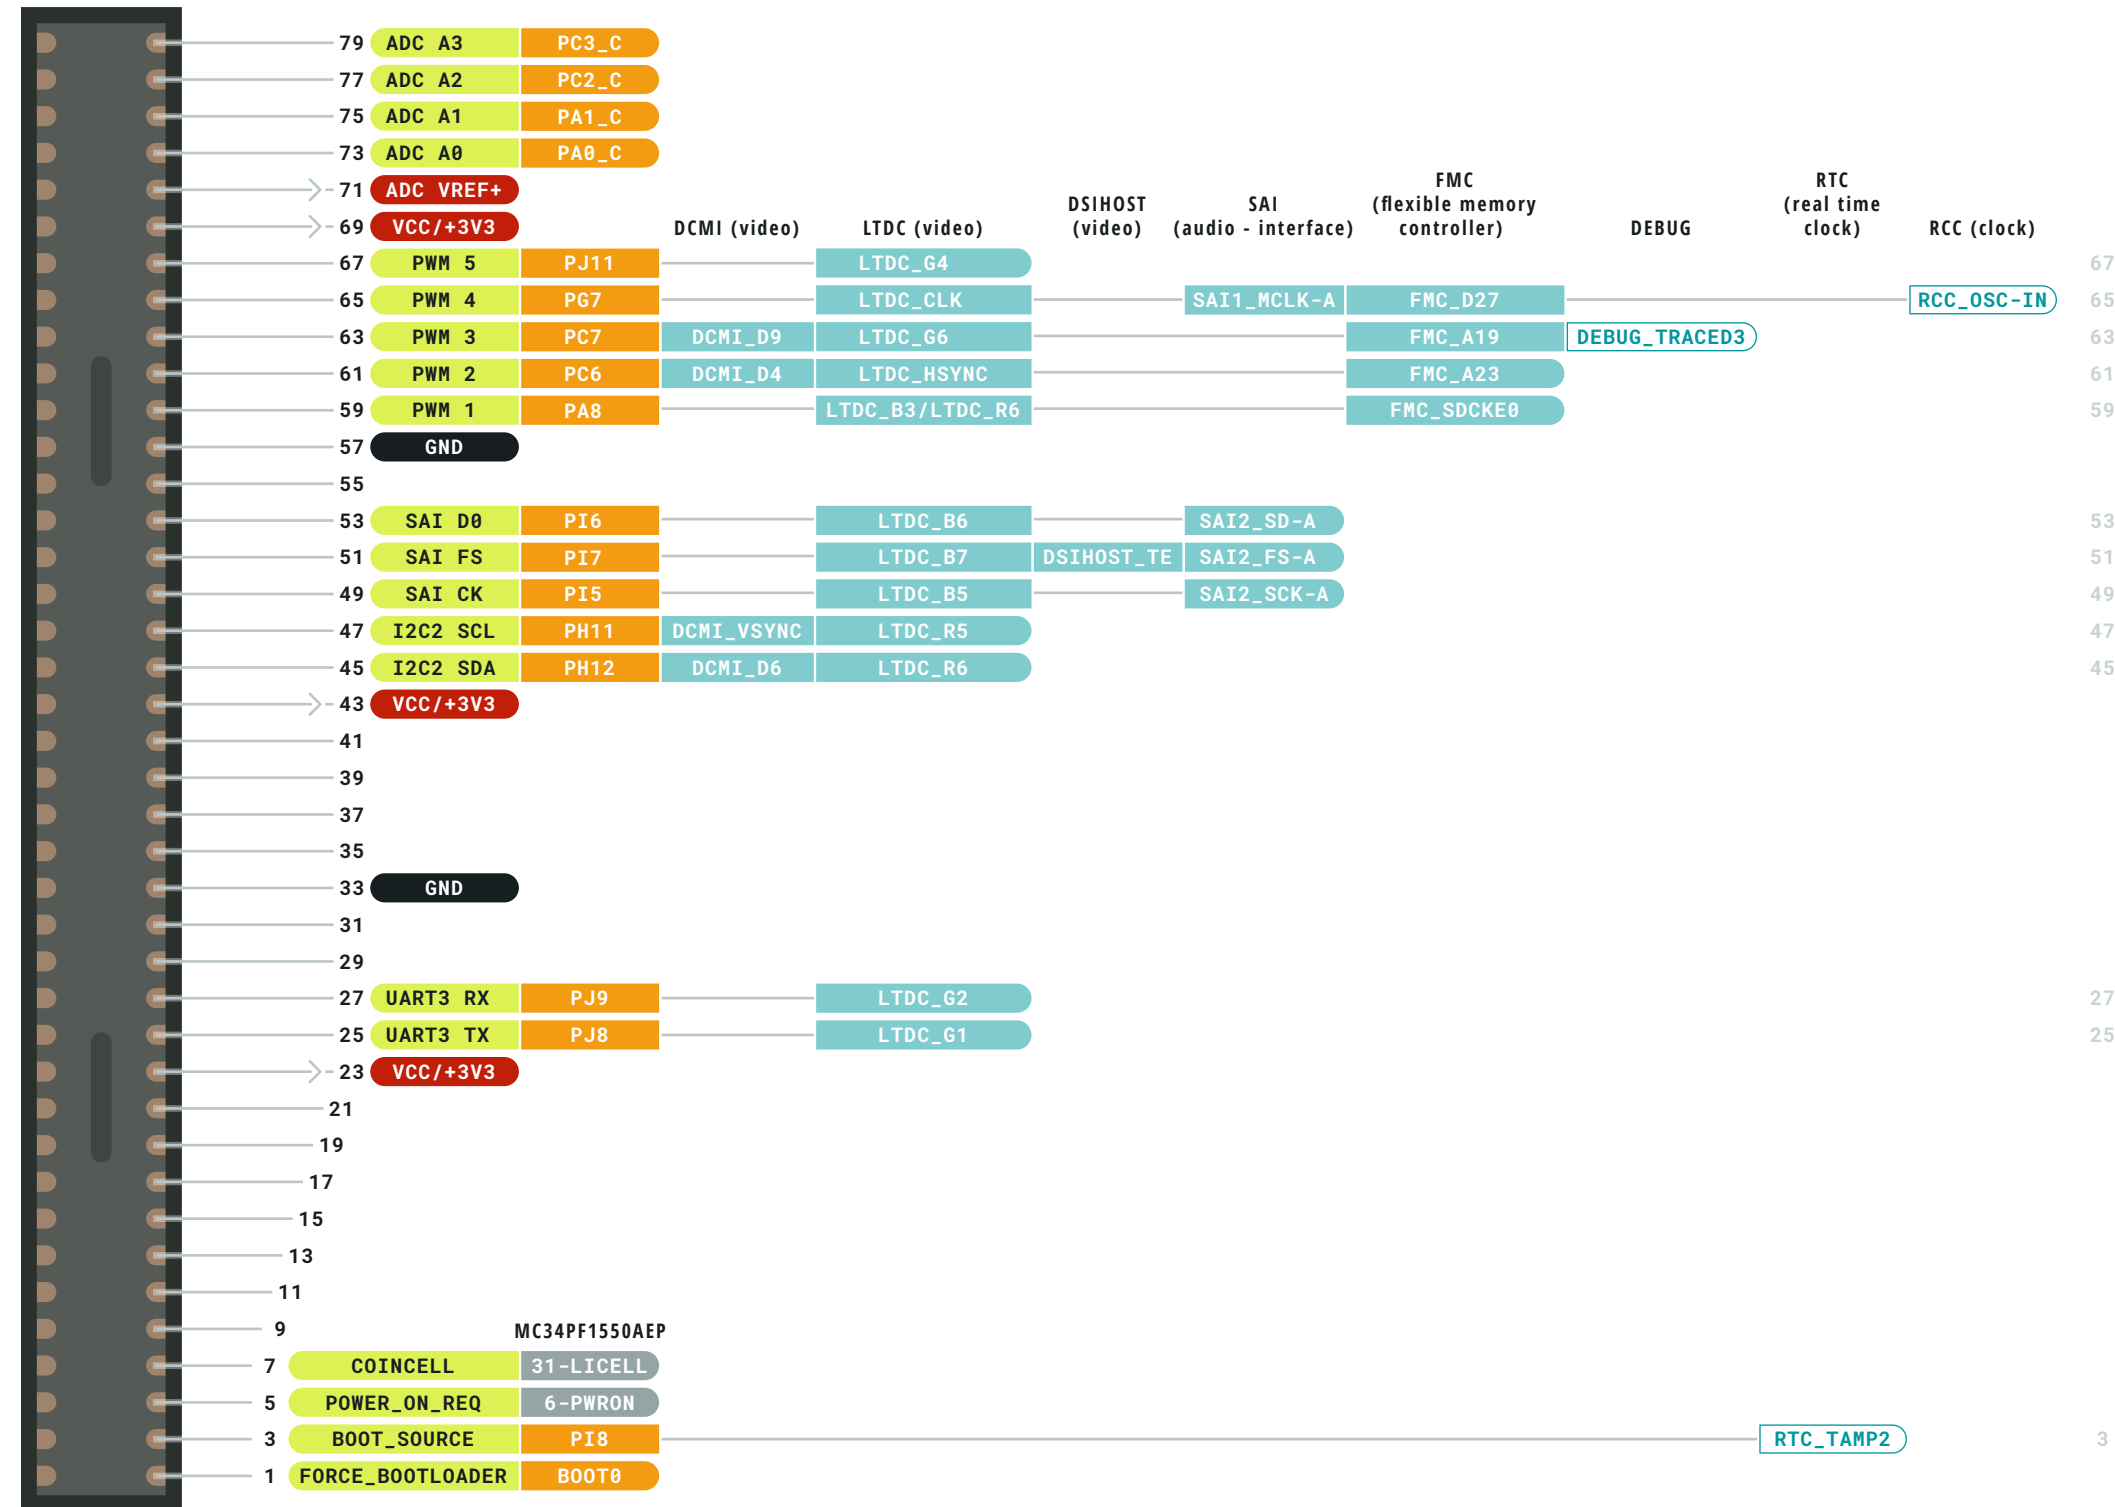 79 ADC A3 PC3_C
77 ADC A2 PC2_C
75 ADC A1 PA1_C
73 ADC A0 PA0_C
71 ADC VREF+
FMC RTC
DSIHOST SAI (flexible memory (real time
69 VCC/+3V3 DCMI (video) LTDC (video) (video) (audio - interface) controller) DEBUG clock) RCC (clock)
67 PWM 5 PJ11 LTDC_G4 67
65 PWM 4 PG7 LTDC_CLK SAI1_MCLK-A FMC_D27 RCC_OSC-IN 65
63 PWM 3 PC7 DCMI_D9 LTDC_G6 FMC_A19 DEBUG_TRACED3 63
61 PWM 2 PC6 DCMI_D4 LTDC_HSYNC FMC_A23 61
59 PWM 1 PA8 LTDC_B3/LTDC_R6 FMC_SDCKE0 59
57 GND
55
53 SAI D0 PI6 LTDC_B6 SAI2_SD-A 53
51 SAI FS PI7 LTDC_B7 DSIHOST_TE SAI2_FS-A 51
49 SAI CK PI5 LTDC_B5 SAI2_SCK-A 49
47 I2C2 SCL PH11 DCMI_VSYNC LTDC_R5 47
45 I2C2 SDA PH12 DCMI_D6 LTDC_R6 45
43 VCC/+3V3
41
39
37
35
33 GND
31
29
27 UART3 RX PJ9 LTDC_G2 27
25 UART3 TX PJ8 LTDC_G1 25
23 VCC/+3V3
21
19
17
15
13
11
9 MC34PF1550AEP
7 COINCELL 31-LICELL
5 POWER_ON_REQ 6-PWRON
3 BOOT_SOURCE PI8 RTC_TAMP2 3
1 FORCE_BOOTLOADER BOOT0